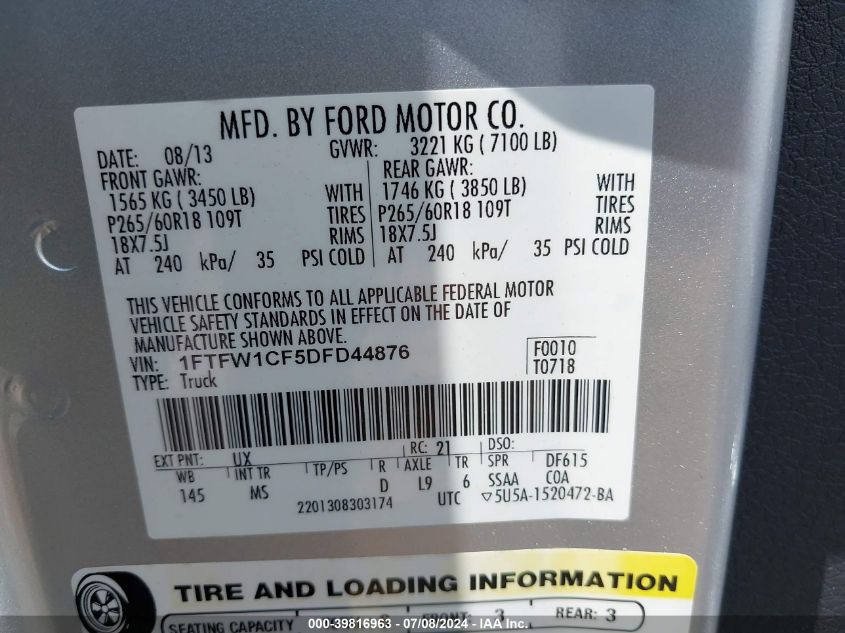 MFD. BY FORD MOTOR CO.
DATE: 08/13 GVWR: 3221 KG ( 7100 LB)
FRONT GAWR: REAR GAWR:
1565 KG ( 3450 LB) WITH 1746 KG ( 3850 LB) WITH
P265/60R18 109T TIRES P265/60R18 109T TIRES
18X7.5J RIMS 18X7.5J RIMS
AT 240 kPa/ 35 PSI COLD AT 240 kPa/ 35 PSI COLD
THIS VEHICLE CONFORMS TO ALL APPLICABLE FEDERAL MOTOR
VEHICLE SAFETY STANDARDS IN EFFECT ON THE DATE OF
MANUFACTURE SHOWN ABOVE.
VIN: 1FTFW1CF5DFD44876 F0010
TYPE: Truck T0718
EXT PNT: UX RC: 21 DSO:
WB INT TR TP/PS R AXLE TR SPR DF615
145 MS D L9 6 SSAA COA
2201308303174 UTC ▽5U5A-1520472-BA
TIRE AND LOADING INFORMATION
SEATING CAPACITY FRONT: 3 REAR: 3
000-39816963 - 07/08/2024 - IAA Inc.